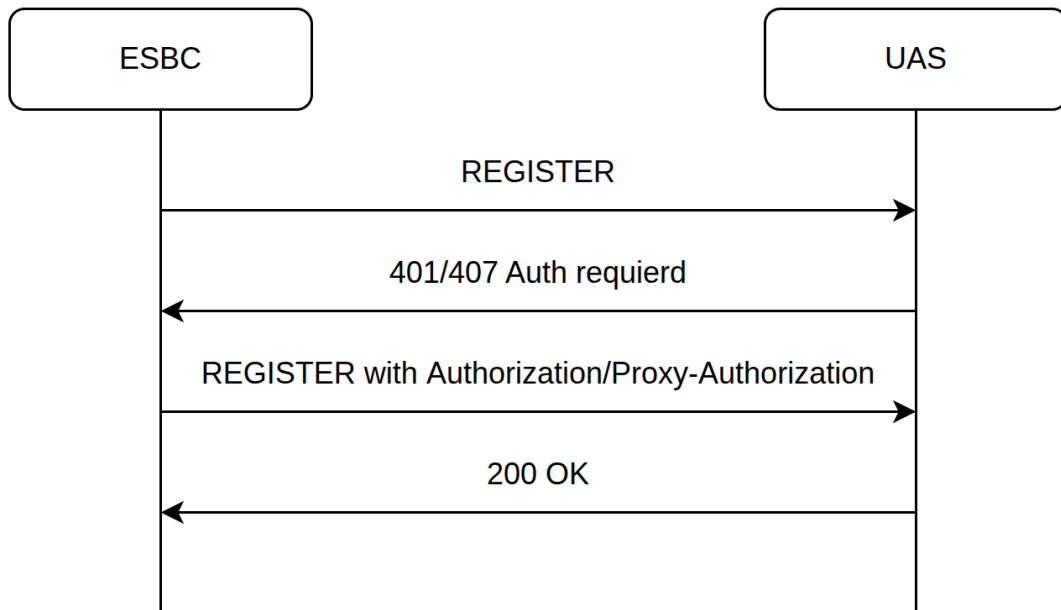 ESBC
UAS
REGISTER
401/407 Auth requierd
REGISTER with Authorization/Proxy-Authorization
200 OK